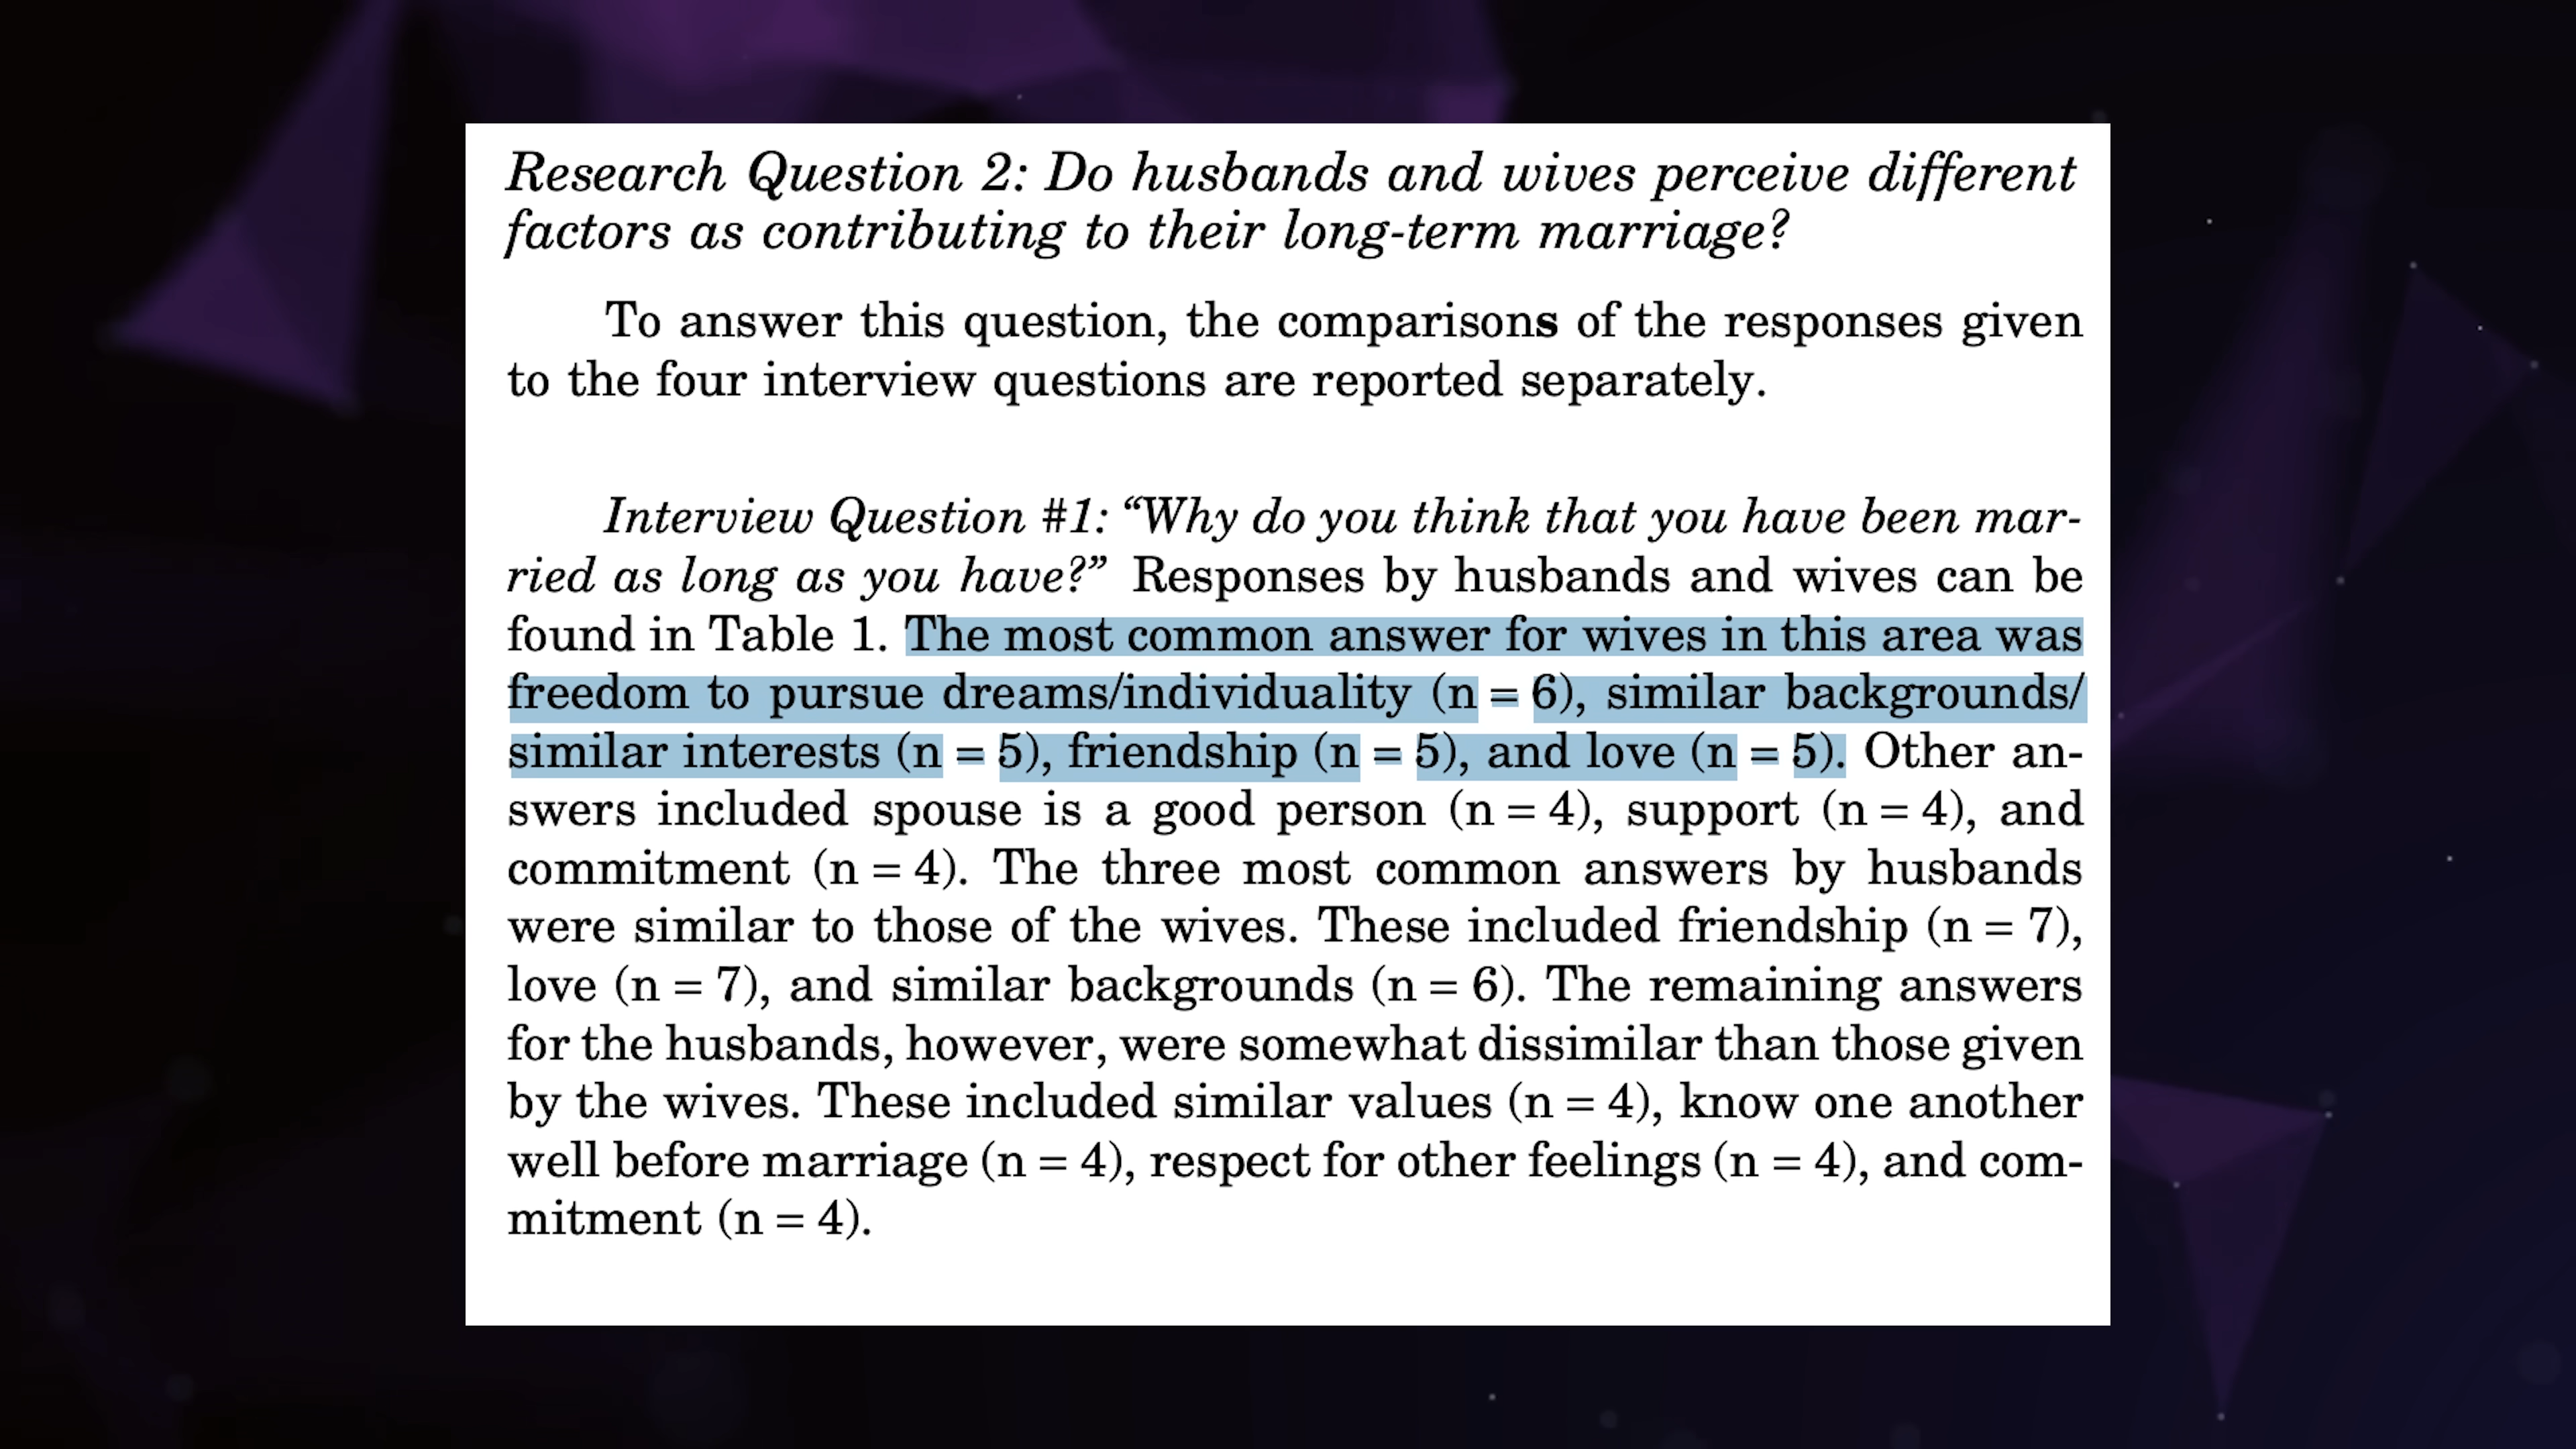 Research Question 2: Do husbands and wives perceive different
factors as contributing to their long-term marriage?
To answer this question, the comparisons of the responses given
to the four interview questions are reported separately.
Interview Question #1: “Why do you think that you have been mar-
ried as long as you have?” Responses by husbands and wives can be
found in Table 1. The most common answer for wives in this area was
freedom to pursue dreams/individuality (n = 6), similar backgrounds/
similar interests (n = 5), friendship (n = 5), and love (n = 5). Other an-
swers included spouse is a good person (n = 4), support (n = 4), and
commitment (n = 4). The three most common answers by husbands
were similar to those of the wives. These included friendship (n = 7),
love (n = 7), and similar backgrounds (n = 6). The remaining answers
for the husbands, however, were somewhat dissimilar than those given
by the wives. These included similar values (n = 4), know one another
well before marriage (n = 4), respect for other feelings (n = 4), and com-
mitment (n = 4).